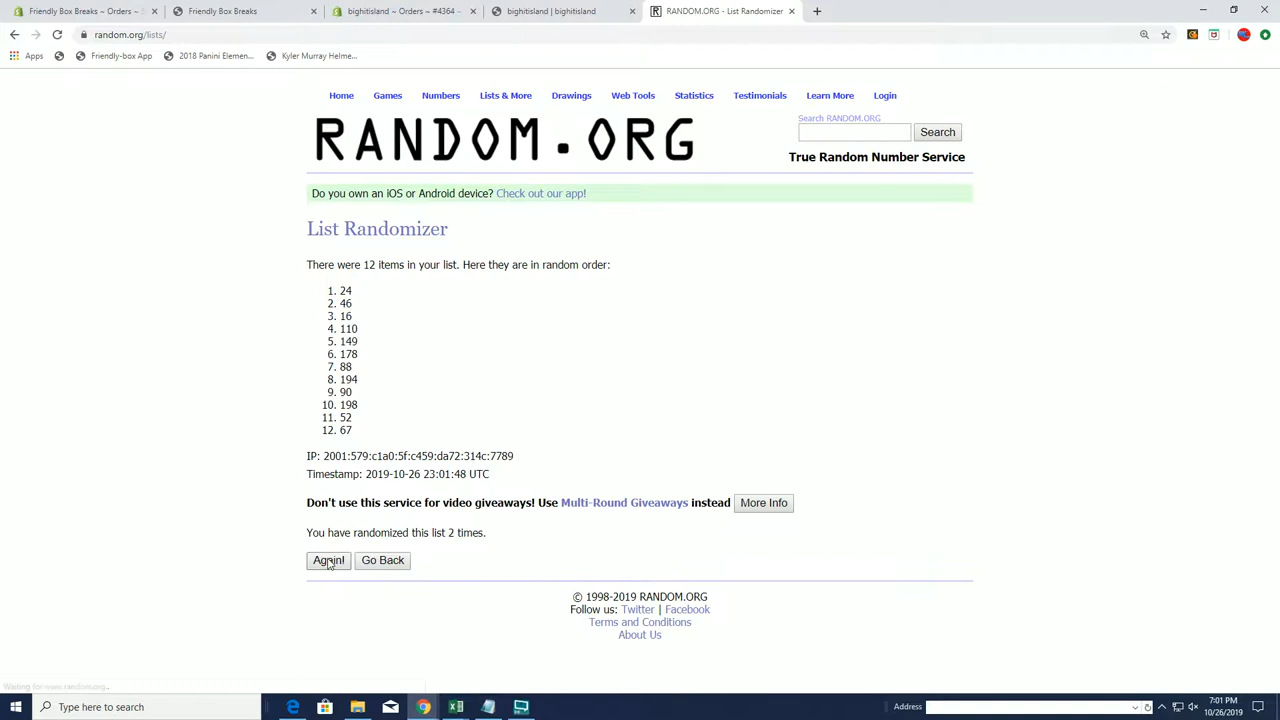 Friendly Box Breaks ~ Orders ~ S
Friendly Box Breaks
bightisland ~ Orders ~ #4364 ~
bightisland | bightisland
RANDOM.ORG - List Randomizer
random.org/lists/
Apps
Friendly-box App
2018 Panini Elemen...
Kyler Murray Helme...
Home Games Numbers Lists & More Drawings Web Tools Statistics Testimonials Learn More Login
RANDOM.ORG
Search RANDOM.ORG
Search
True Random Number Service
Do you own an iOS or Android device? Check out our app!
List Randomizer
There were 12 items in your list. Here they are in random order:
1. 24
2. 46
3. 16
4. 110
5. 149
6. 178
7. 88
8. 194
9. 90
10. 198
11. 52
12. 67
IP: 2001:579:c1a0:5f:c459:da72:314c:7789
Timestamp: 2019-10-26 23:01:48 UTC
Don't use this service for video giveaways! Use Multi-Round Giveaways instead More Info
You have randomized this list 2 times.
Again! Go Back
© 1998-2019 RANDOM.ORG
Follow us: Twitter | Facebook
Terms and Conditions
About Us
Waiting for www.random.org...
Type here to search
Address
7:01 PM
10/26/2019